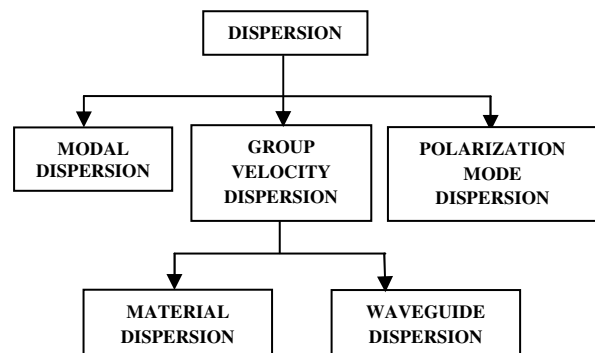 DISPERSION
MODAL
DISPERSION
GROUP
VELOCITY
DISPERSION
POLARIZATION
MODE
DISPERSION
MATERIAL
DISPERSION
WAVEGUIDE
DISPERSION